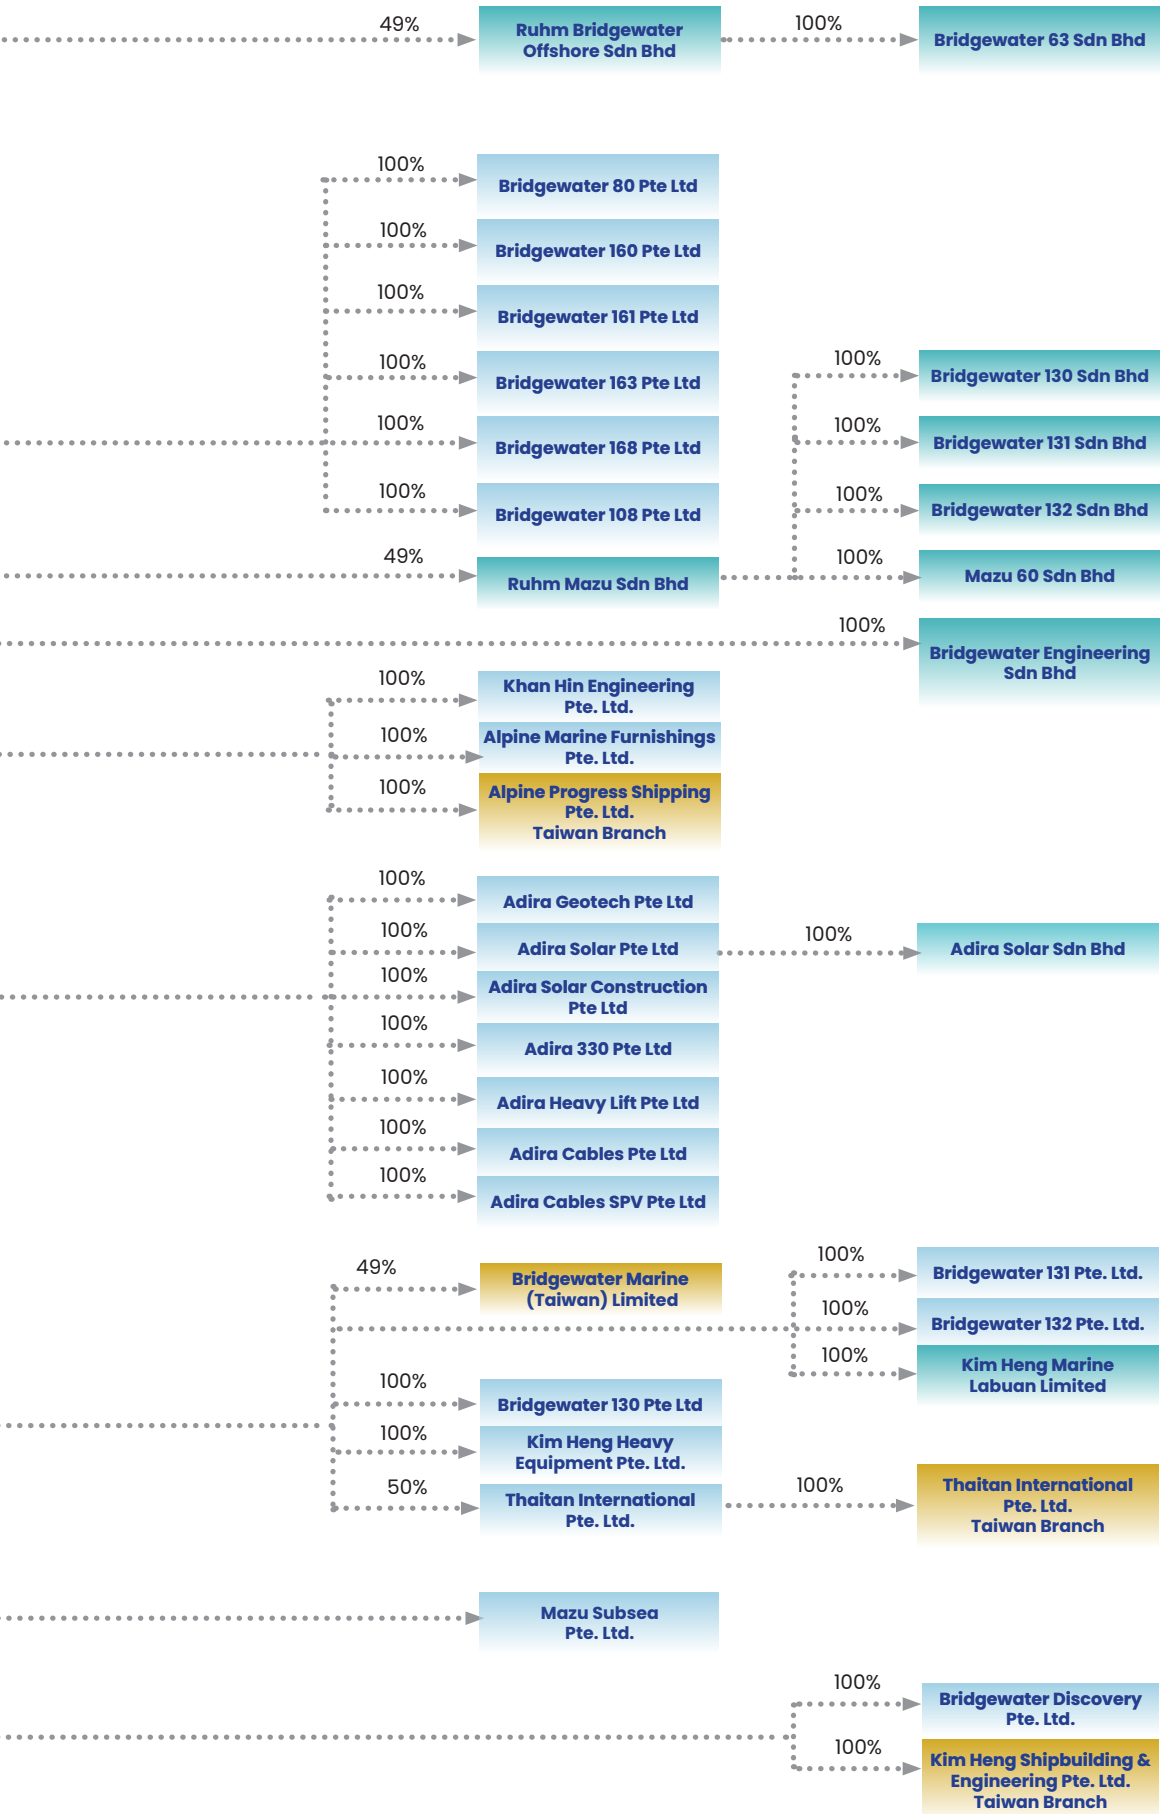 49%
Ruhm Bridgewater
Offshore Sdn Bhd
100%
Bridgewater 63 Sdn Bhd
100%
Bridgewater 80 Pte Ltd
100%
Bridgewater 160 Pte Ltd
100%
Bridgewater 161 Pte Ltd
100%
Bridgewater 163 Pte Ltd
100%
Bridgewater 168 Pte Ltd
100%
Bridgewater 108 Pte Ltd
49%
Ruhm Mazu Sdn Bhd
100%
Bridgewater 130 Sdn Bhd
100%
Bridgewater 131 Sdn Bhd
100%
Bridgewater 132 Sdn Bhd
100%
Mazu 60 Sdn Bhd
100%
Bridgewater Engineering
Sdn Bhd
100%
Khan Hin Engineering
Pte. Ltd.
100%
Alpine Marine Furnishings
Pte. Ltd.
100%
Alpine Progress Shipping
Pte. Ltd.
Taiwan Branch
100%
Adira Geotech Pte Ltd
100%
Adira Solar Pte Ltd
100%
Adira Solar Sdn Bhd
100%
Adira Solar Construction
Pte Ltd
100%
Adira 330 Pte Ltd
100%
Adira Heavy Lift Pte Ltd
100%
Adira Cables Pte Ltd
100%
Adira Cables SPV Pte Ltd
49%
Bridgewater Marine
(Taiwan) Limited
100%
Bridgewater 131 Pte. Ltd.
100%
Bridgewater 132 Pte. Ltd.
100%
Kim Heng Marine
Labuan Limited
100%
Bridgewater 130 Pte Ltd
100%
Kim Heng Heavy
Equipment Pte. Ltd.
50%
Thaitan International
Pte. Ltd.
100%
Thaitan International
Pte. Ltd.
Taiwan Branch
Mazu Subsea
Pte. Ltd.
100%
Bridgewater Discovery
Pte. Ltd.
100%
Kim Heng Shipbuilding &
Engineering Pte. Ltd.
Taiwan Branch